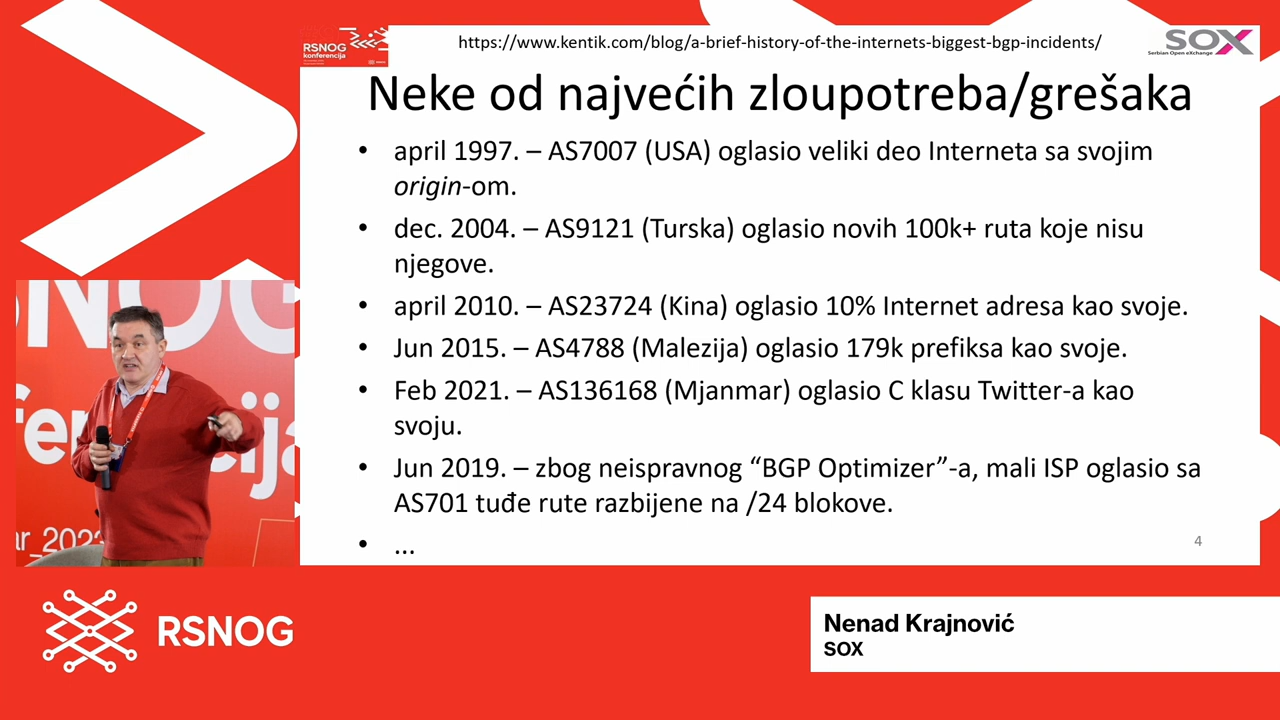 https://www.kentik.com/blog/a-brief-history-of-the-internets-biggest-bgp-incidents/
RSNOG
konferencija
SOX
Serbian Open eXchange
Neke od najvećih zloupotreba/grešaka
• april 1997. – AS7007 (USA) oglasio veliki deo Interneta sa svojim
origin-om.
• dec. 2004. – AS9121 (Turska) oglasio novih 100k+ ruta koje nisu
njegove.
• april 2010. – AS23724 (Kina) oglasio 10% Internet adresa kao svoje.
• Jun 2015. – AS4788 (Malezija) oglasio 179k prefiksa kao svoje.
• Feb 2021. – AS136168 (Mjanmar) oglasio C klasu Twitter-a kao
svoju.
• Jun 2019. – zbog neispravnog “BGP Optimizer”-a, mali ISP oglasio sa
AS701 tuđe rute razbijene na /24 blokove.
• ...
4
RSNOG
Nenad Krajnović
SOX